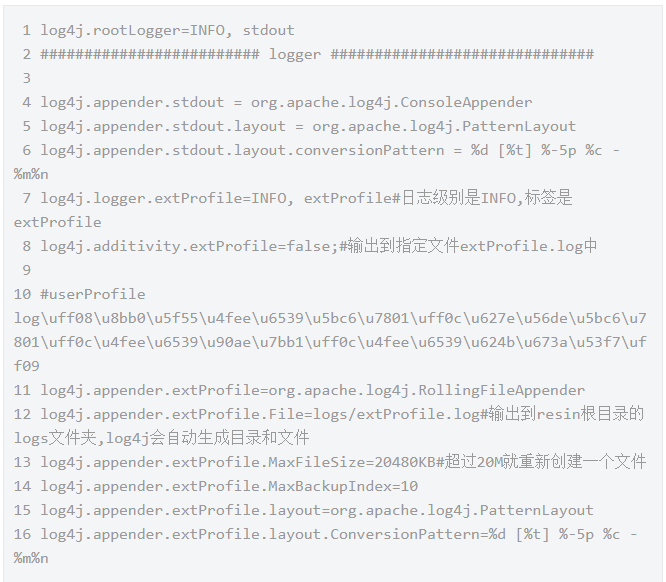 1 log4j.rootLogger=INFO, stdout
2 ######################### logger ##############################
3
4 log4j.appender.stdout = org.apache.log4j.ConsoleAppender
5 log4j.appender.stdout.layout = org.apache.log4j.PatternLayout
6 log4j.appender.stdout.layout.conversionPattern = %d [%t] %-5p %c -
%m%n
7 log4j.logger.extProfile=INFO, extProfile#日志级别是INFO,标签是
extProfile
8 log4j.additivity.extProfile=false;#输出到指定文件extProfile.log中
9
10 #userProfile
log\uff08\u8bb0\u5f55\u4fee\u6539\u5bc6\u7801\uff0c\u627e\u56de\u5bc6\u7
801\uff0c\u4fee\u6539\u90ae\u7bb1\uff0c\u4fee\u6539\u624b\u673a\u53f7\uf
f09
11 log4j.appender.extProfile=org.apache.log4j.RollingFileAppender
12 log4j.appender.extProfile.File=logs/extProfile.log#输出到resin根目录的
logs文件夹,log4j会自动生成目录和文件
13 log4j.appender.extProfile.MaxFileSize=20480KB#超过20M就重新创建一个文件
14 log4j.appender.extProfile.MaxBackupIndex=10
15 log4j.appender.extProfile.layout=org.apache.log4j.PatternLayout
16 log4j.appender.extProfile.layout.ConversionPattern=%d [%t] %-5p %c -
%m%n